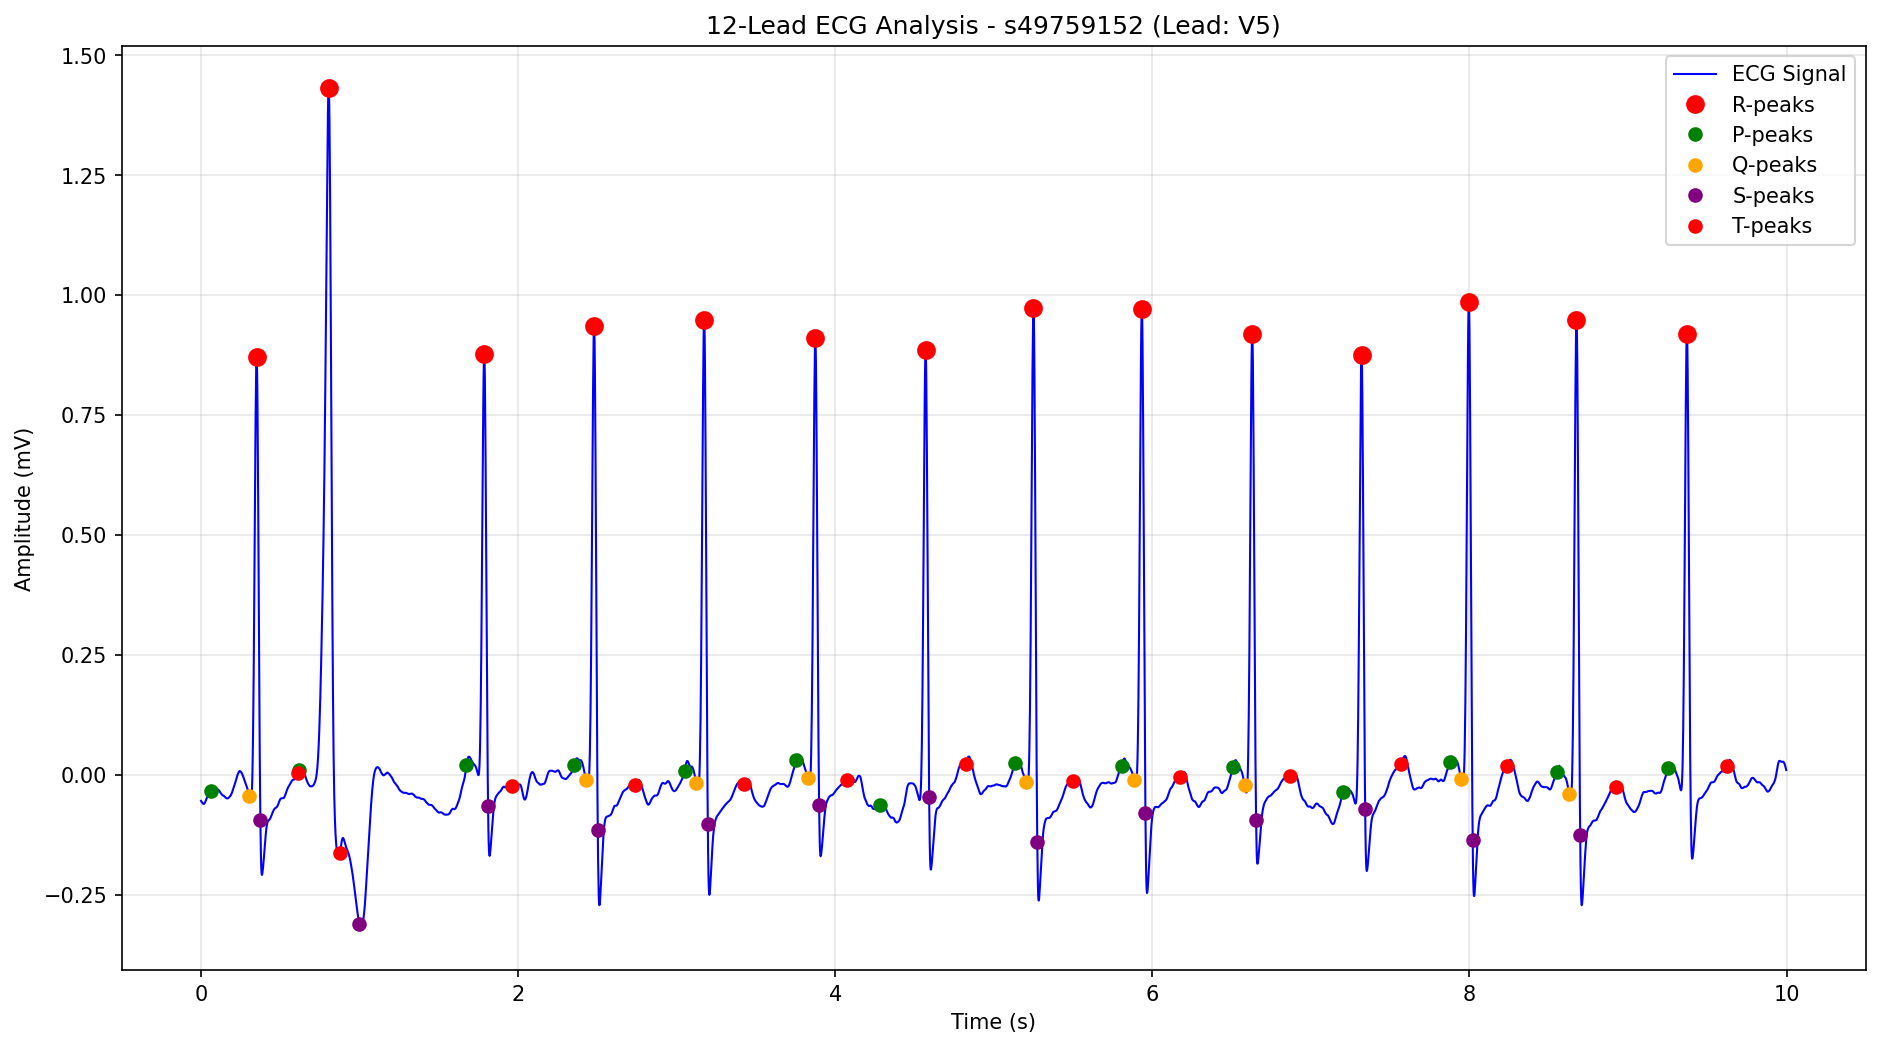 12-Lead ECG Analysis - s49759152 (Lead: V5)
1.50
1.25
1.00
0.75
0.50
0.25
0.00
−0.25
Amplitude (mV)
ECG Signal
R-peaks
P-peaks
Q-peaks
S-peaks
T-peaks
0 2 4 6 8 10
Time (s)